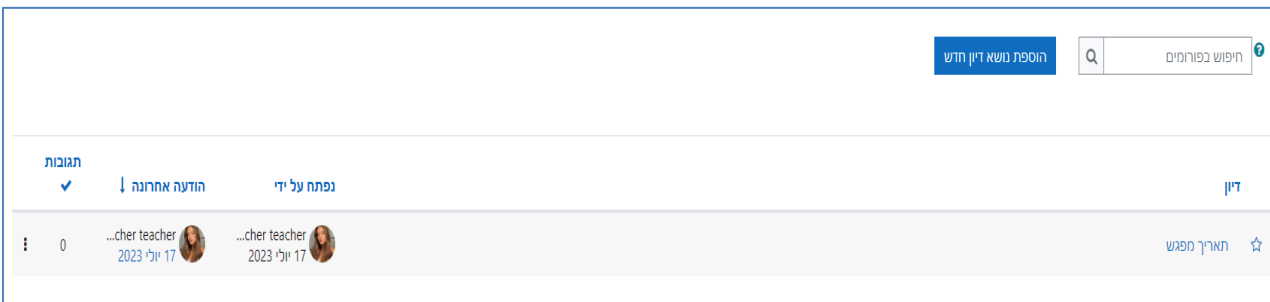 חיפוש בפורומים
הוספת נושא דיון חדש
דיון
נפתח על ידי
הודעה אחרונה
תגובות
תאריך מפגש
...cher teacher
17 יולי 2023
...cher teacher
17 יולי 2023
0